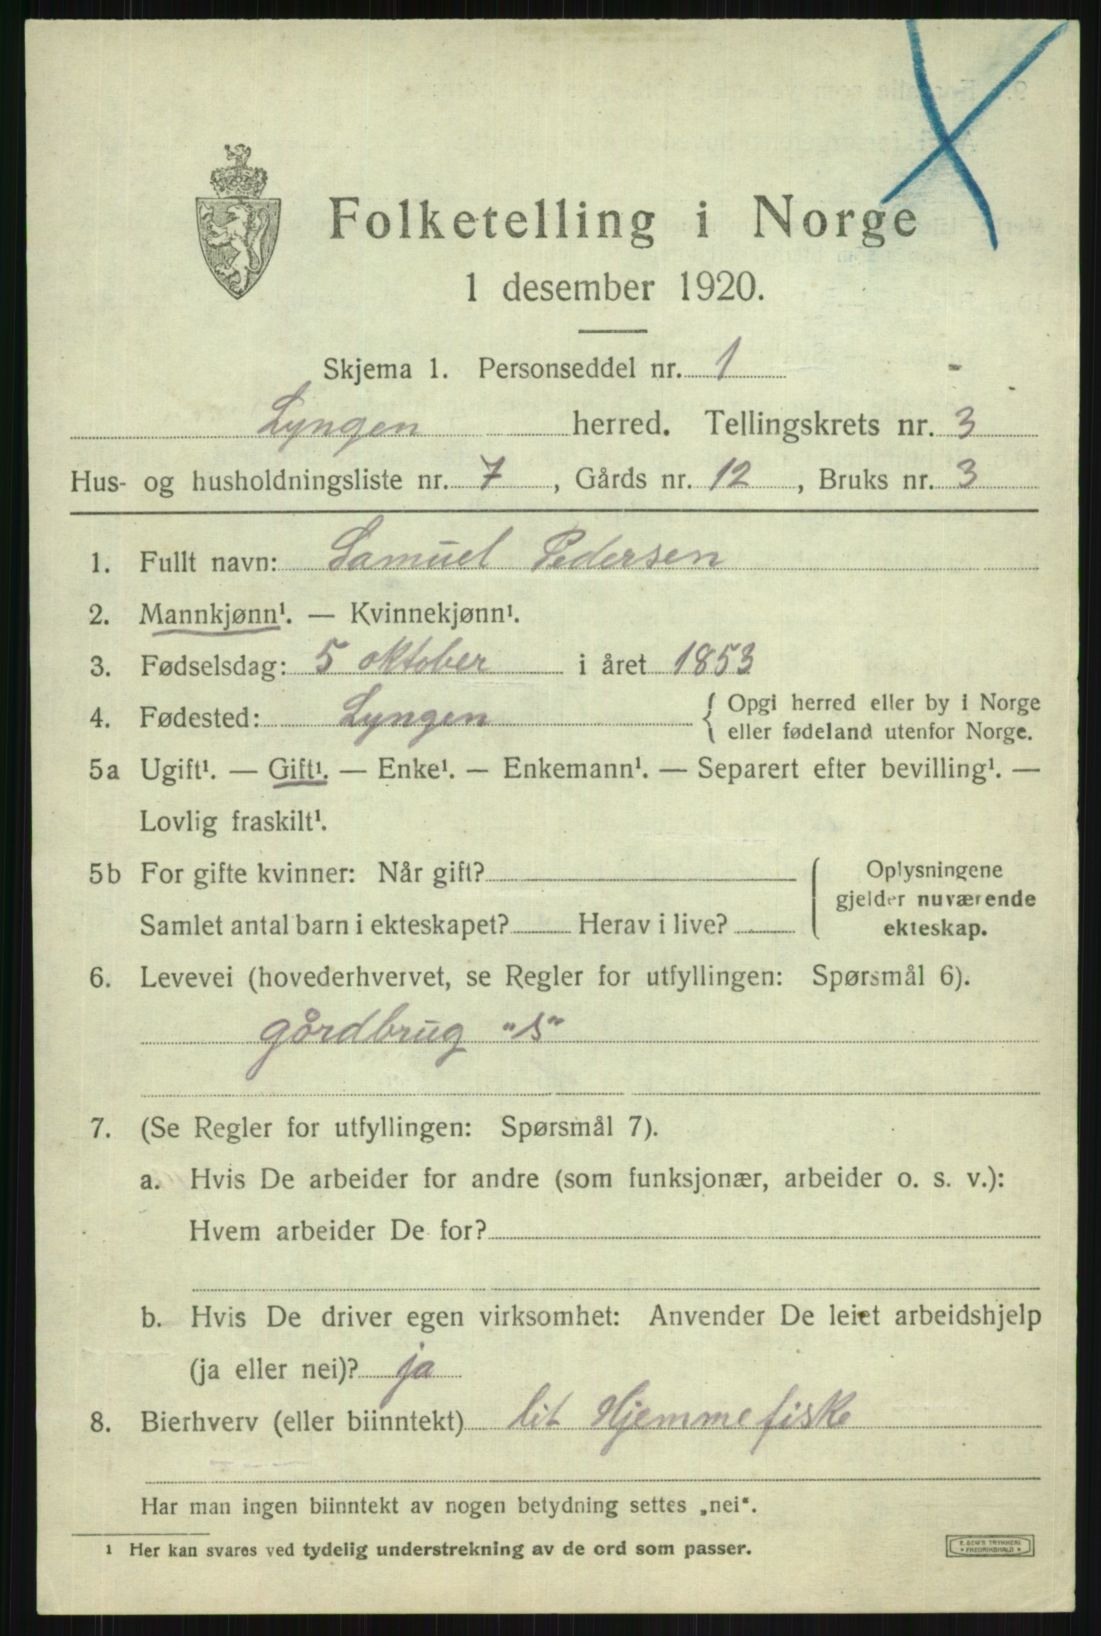 Folketelling i Norge
1 desember 1920.
Skjema 1. Personseddel nr. 1
Lyngen herred. Tellingskrets nr. 3
Hus- og husholdningsliste nr. 7, Gårds nr. 12, Bruks nr. 3
1. Fullt navn: Samuel Pedersen
2. Mannkjønn¹. — Kvinnekjønn¹.
3. Fødselsdag: 5 oktober i året 1853
4. Fødested: Lyngen { Opgi herred eller by i Norge
eller fødeland utenfor Norge.
5a Ugift¹. — Gift¹. — Enke¹. — Enkemann¹. — Separert efter bevilling¹. —
Lovlig fraskilt¹.
5b For gifte kvinner: Når gift?
Samlet antal barn i ekteskapet? Herav i live?
Oplysningene
gjelder nuværende
ekteskap.
6. Levevei (hovederhvervet, se Regler for utfyllingen: Spørsmål 6).
gårdbrug "S"
7. (Se Regler for utfyllingen: Spørsmål 7).
a. Hvis De arbeider for andre (som funksjonær, arbeider o. s. v.):
Hvem arbeider De for?
b. Hvis De driver egen virksomhet: Anvender De leiet arbeidshjelp
(ja eller nei)? ja
8. Bierhverv (eller biinntekt) lit Hjemmefiske
Har man ingen biinntekt av nogen betydning settes „nei“.
¹ Her kan svares ved tydelig understrekning av de ord som passer.
E. SEM'S TRYKKERI
FREDRIKSHALD